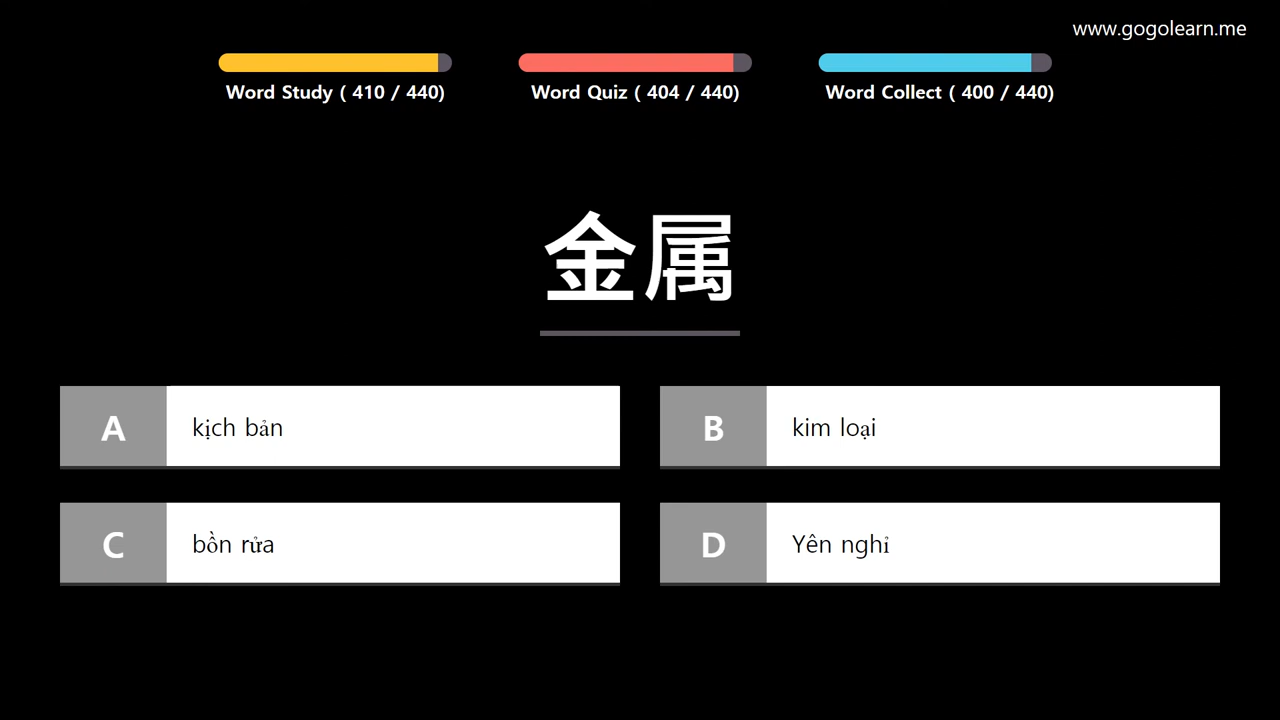 www.gogolearn.me
Word Study ( 410 / 440)
Word Quiz ( 404 / 440)
Word Collect ( 400 / 440)
金属
A kịch bản
B kim loại
C bồn rửa
D Yên nghỉ